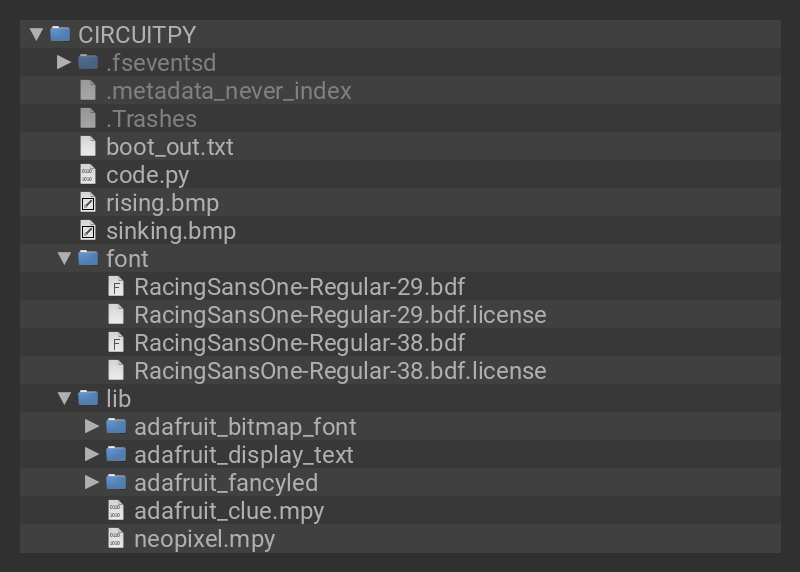 CIRCUITPY
.fseventsd
.metadata_never_index
.Trashes
boot_out.txt
code.py
rising.bmp
sinking.bmp
font
RacingSansOne-Regular-29.bdf
RacingSansOne-Regular-29.bdf.license
RacingSansOne-Regular-38.bdf
RacingSansOne-Regular-38.bdf.license
lib
adafruit_bitmap_font
adafruit_display_text
adafruit_fancyled
adafruit_clue.mpy
neopixel.mpy